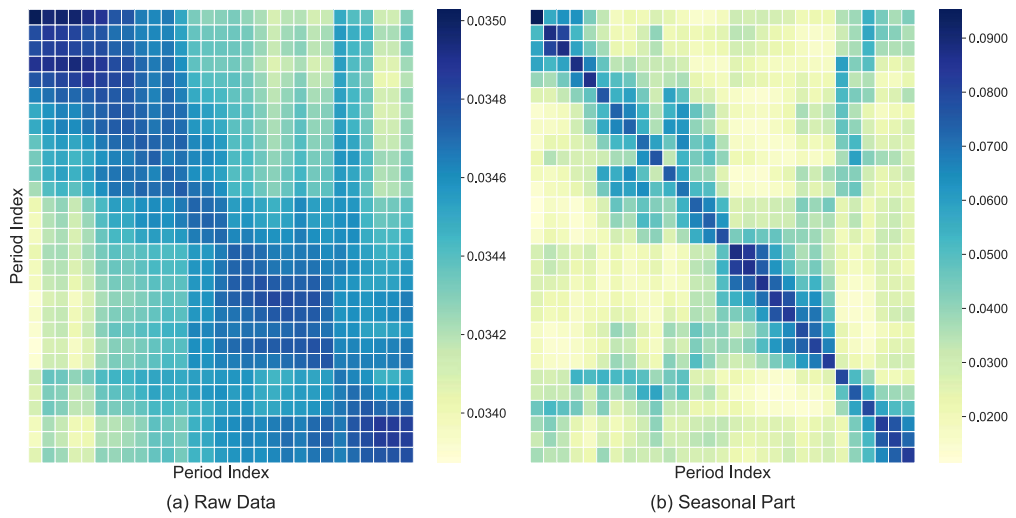 0.0350
0.0348
0.0346
0.0344
0.0342
0.0340
Period Index
Period Index
(a) Raw Data
0.0900
0.0800
0.0700
0.0600
0.0500
0.0400
0.0300
0.0200
Period Index
Period Index
(b) Seasonal Part